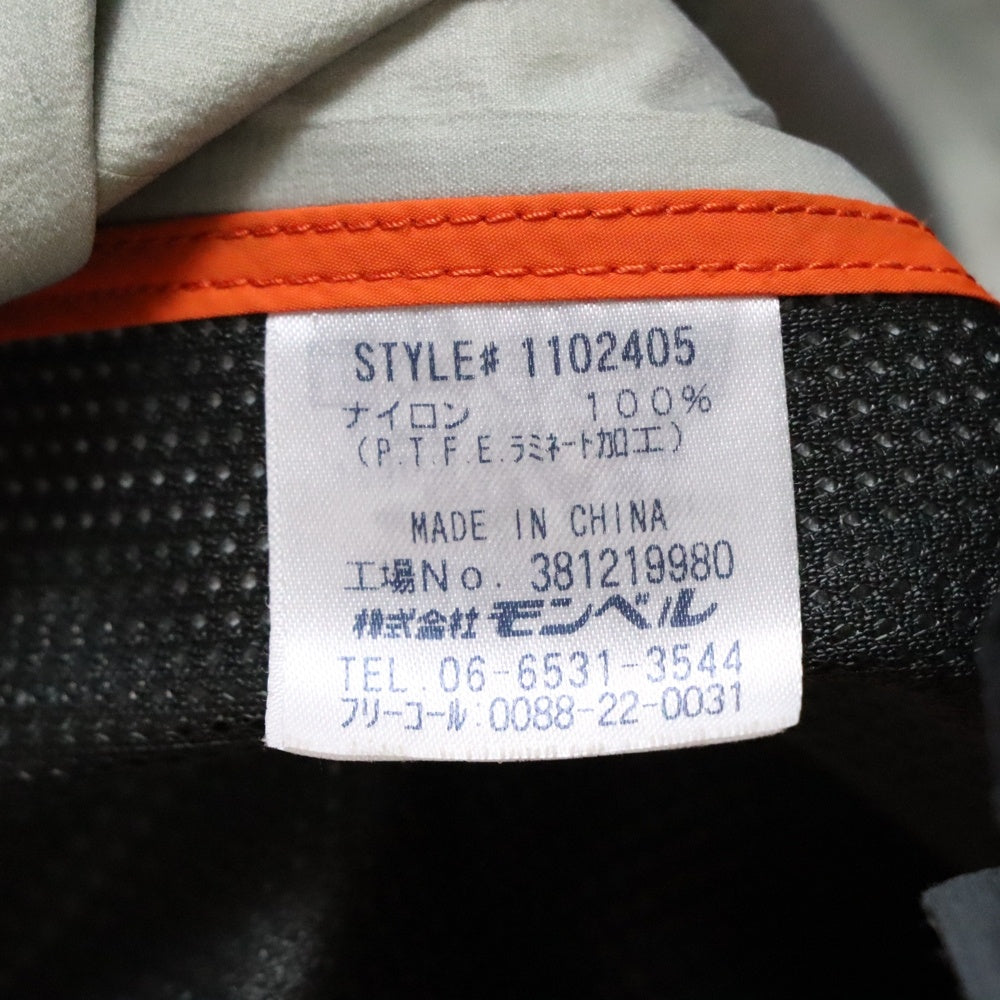 STYLE# 1102405
ナイロン 100%
(P.T.F.E.ラミネート加工)
MADE IN CHINA
工場No. 381219980
株式会社モンベル
TEL.06-6531-3544
フリーコール:0088-22-0031